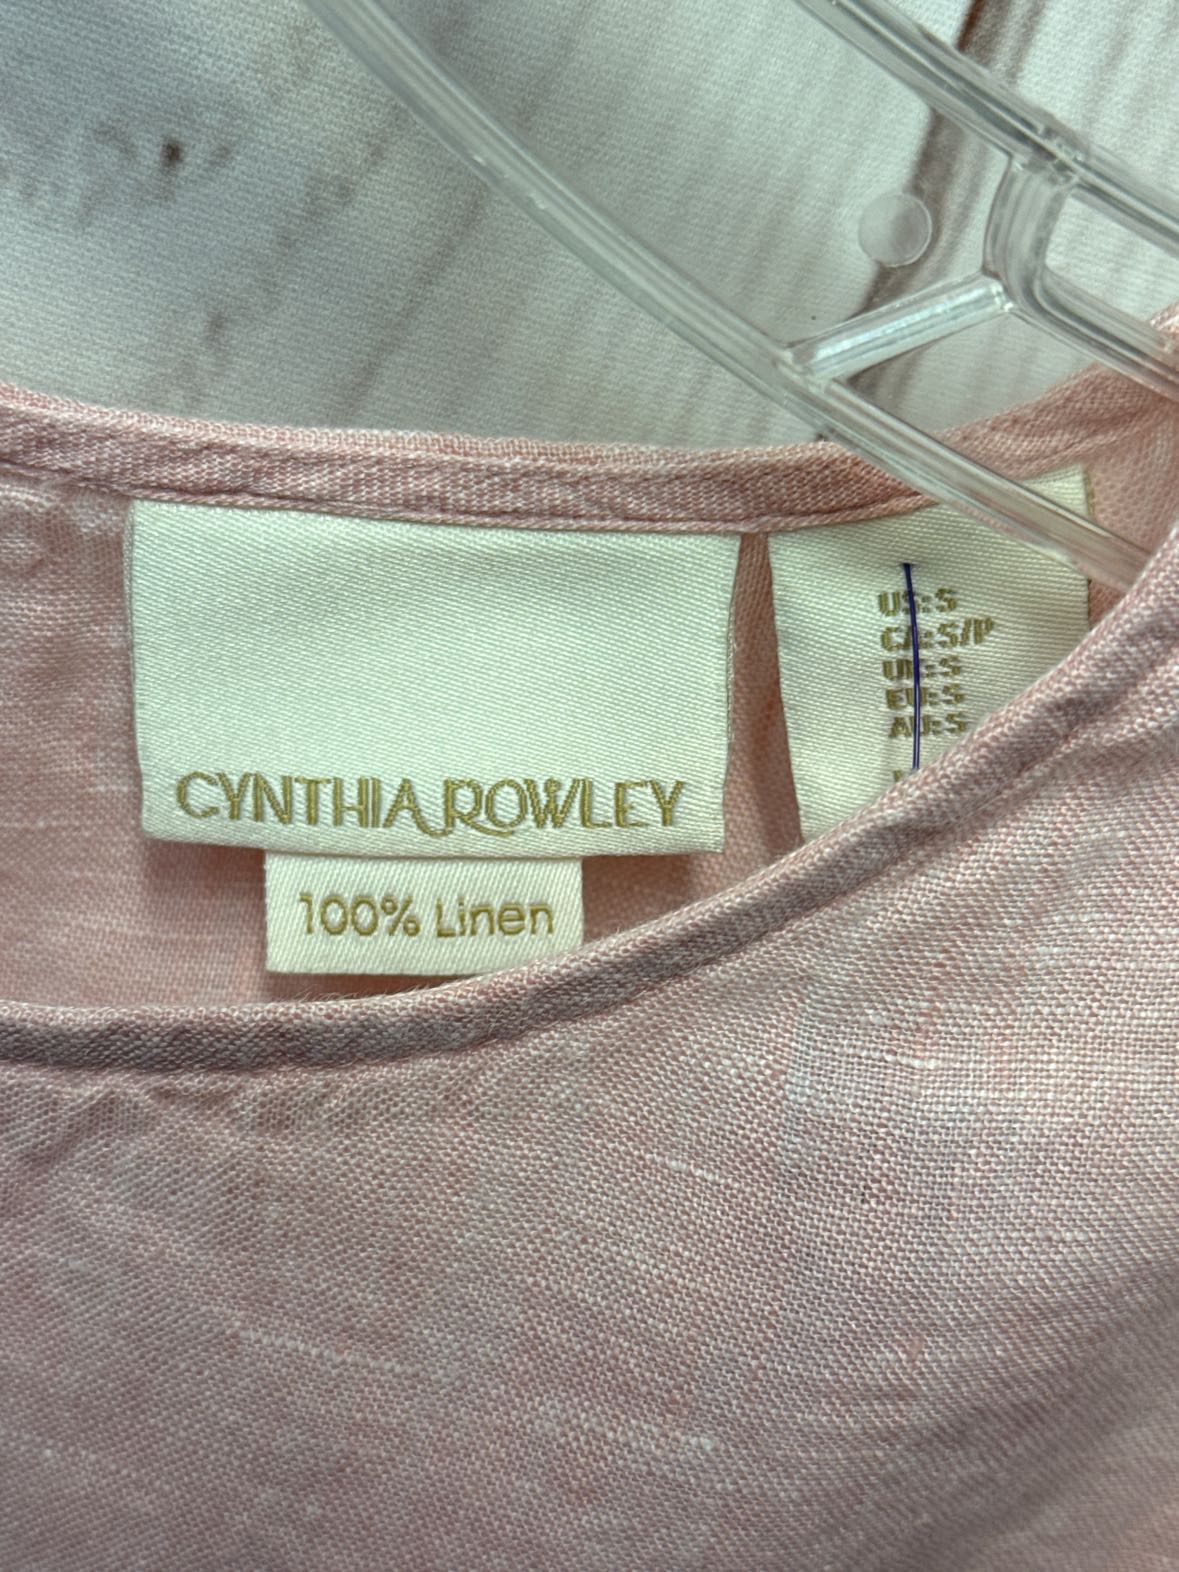 CYNTHIA ROWLEY
100% Linen
US: S
CA: S/P
UK: S
EU: S
AU: S